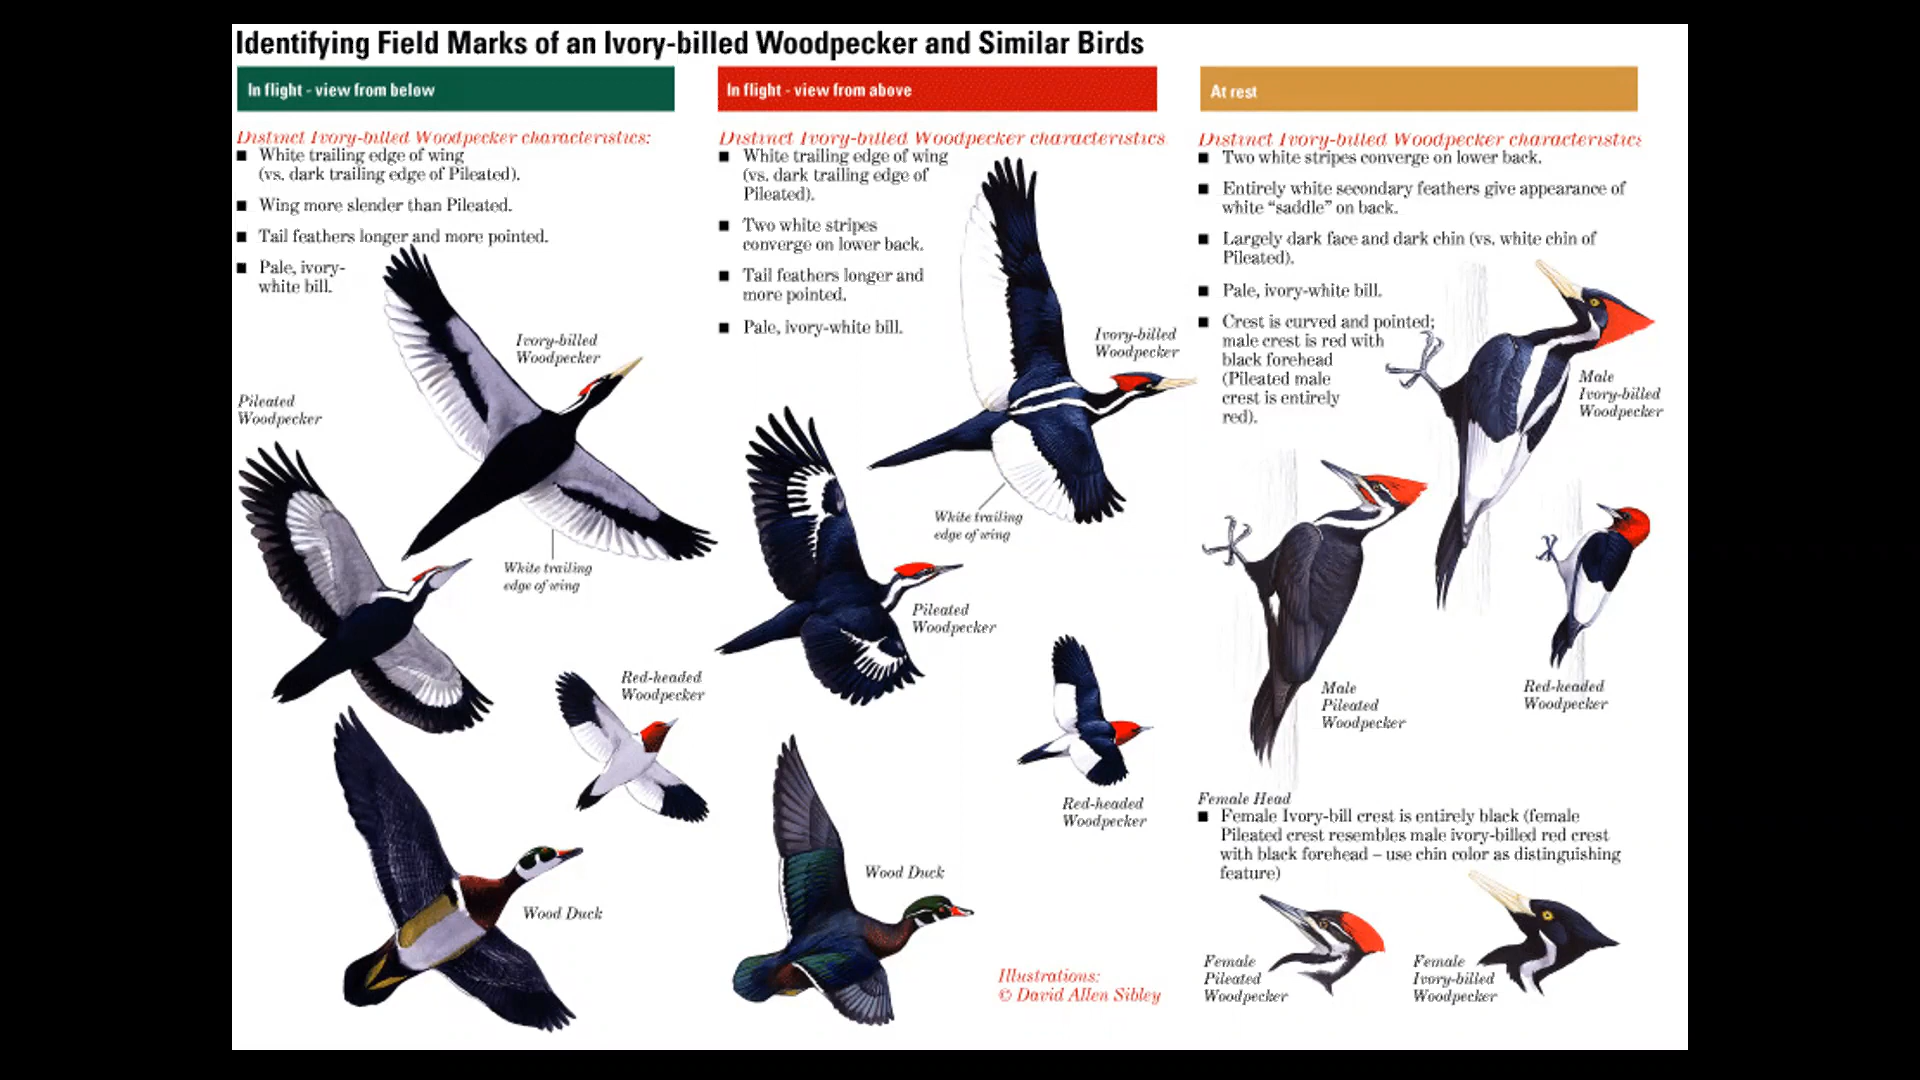 Identifying Field Marks of an Ivory-billed Woodpecker and Similar Birds
In flight - view from below
Distinct Ivory-billed Woodpecker characteristics:
■ White trailing edge of wing
(vs. dark trailing edge of Pileated).
■ Wing more slender than Pileated.
■ Tail feathers longer and more pointed.
■ Pale, ivory-
white bill.
Ivory-billed
Woodpecker
Pileated
Woodpecker
White trailing
edge of wing
Red-headed
Woodpecker
Wood Duck
In flight - view from above
Distinct Ivory-billed Woodpecker characteristics
■ White trailing edge of wing
(vs. dark trailing edge of
Pileated).
■ Two white stripes
converge on lower back.
■ Tail feathers longer and
more pointed.
■ Pale, ivory-white bill.
Ivory-billed
Woodpecker
White trailing
edge of wing
Pileated
Woodpecker
Red-headed
Woodpecker
Wood Duck
Illustrations:
© David Allen Sibley
At rest
Distinct Ivory-billed Woodpecker characteristics
■ Two white stripes converge on lower back.
■ Entirely white secondary feathers give appearance of
white “saddle” on back.
■ Largely dark face and dark chin (vs. white chin of
Pileated).
■ Pale, ivory-white bill.
■ Crest is curved and pointed;
male crest is red with
black forehead
(Pileated male
crest is entirely
red).
Male
Ivory-billed
Woodpecker
Male
Pileated
Woodpecker
Red-headed
Woodpecker
Female Head
■ Female Ivory-bill crest is entirely black (female
Pileated crest resembles male ivory-billed red crest
with black forehead – use chin color as distinguishing
feature)
Female
Pileated
Woodpecker
Female
Ivory-billed
Woodpecker